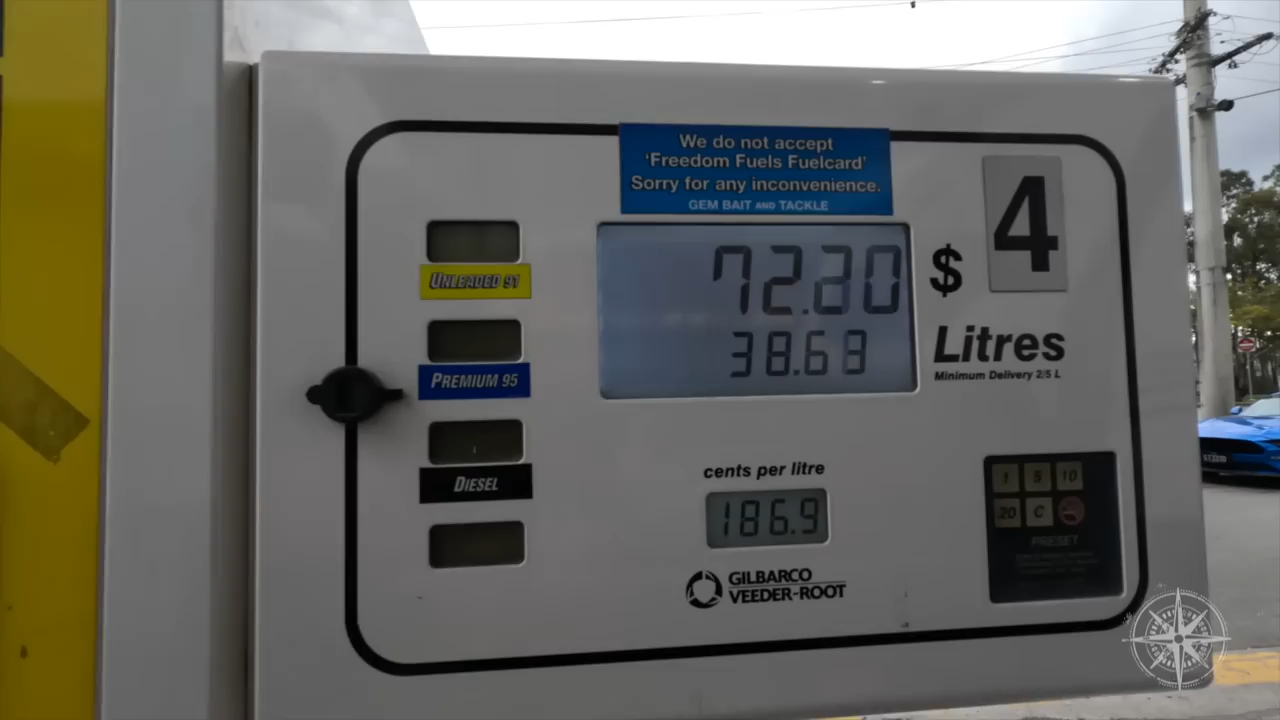 We do not accept
'Freedom Fuels Fuelcard'
Sorry for any inconvenience.
GEM BAIT AND TACKLE
4
72.20 $
38.63
Litres
Minimum Delivery 2/5 L
UNLEADED 91
PREMIUM 95
DIESEL
cents per litre
186.9
GILBARCO
VEEDER-ROOT
1 5 10
20 C
PRESET